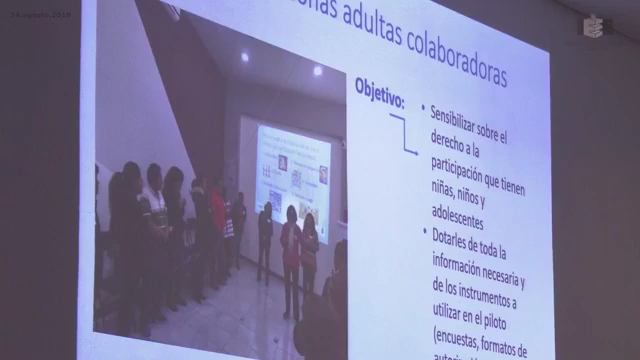 24 agosto 2018
personas adultas colaboradoras
Objetivo:
• Sensibilizar sobre el
derecho a la
participación que tienen
niñas, niños y
adolescentes
• Dotarles de toda la
información necesaria y
de los instrumentos a
utilizar en el piloto
(encuestas, formatos de